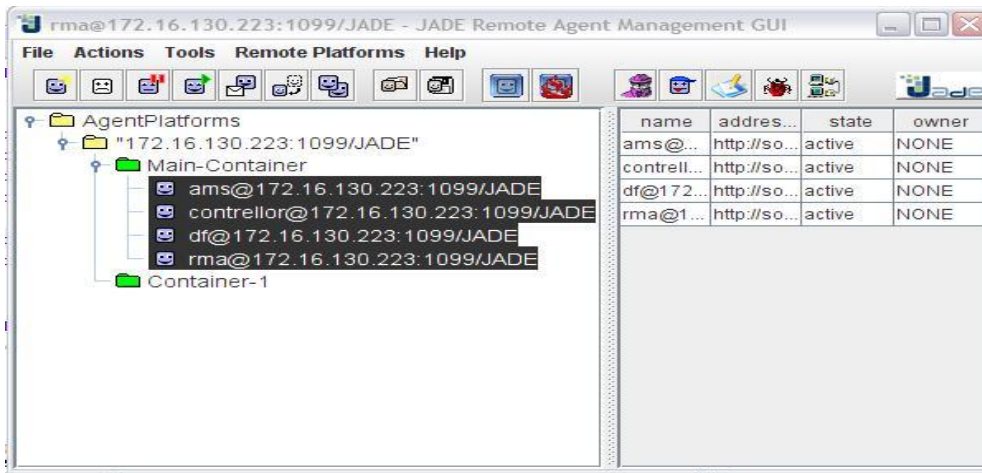 rma@172.16.130.223:1099/JADE - JADE Remote Agent Management GUI
File Actions Tools Remote Platforms Help
Jade
AgentPlatforms
"172.16.130.223:1099/JADE"
Main-Container
ams@172.16.130.223:1099/JADE
contrellor@172.16.130.223:1099/JADE
df@172.16.130.223:1099/JADE
rma@172.16.130.223:1099/JADE
Container-1
name addres... state owner
ams@... http://so... active NONE
contrell... http://so... active NONE
df@172... http://so... active NONE
rma@1... http://so... active NONE